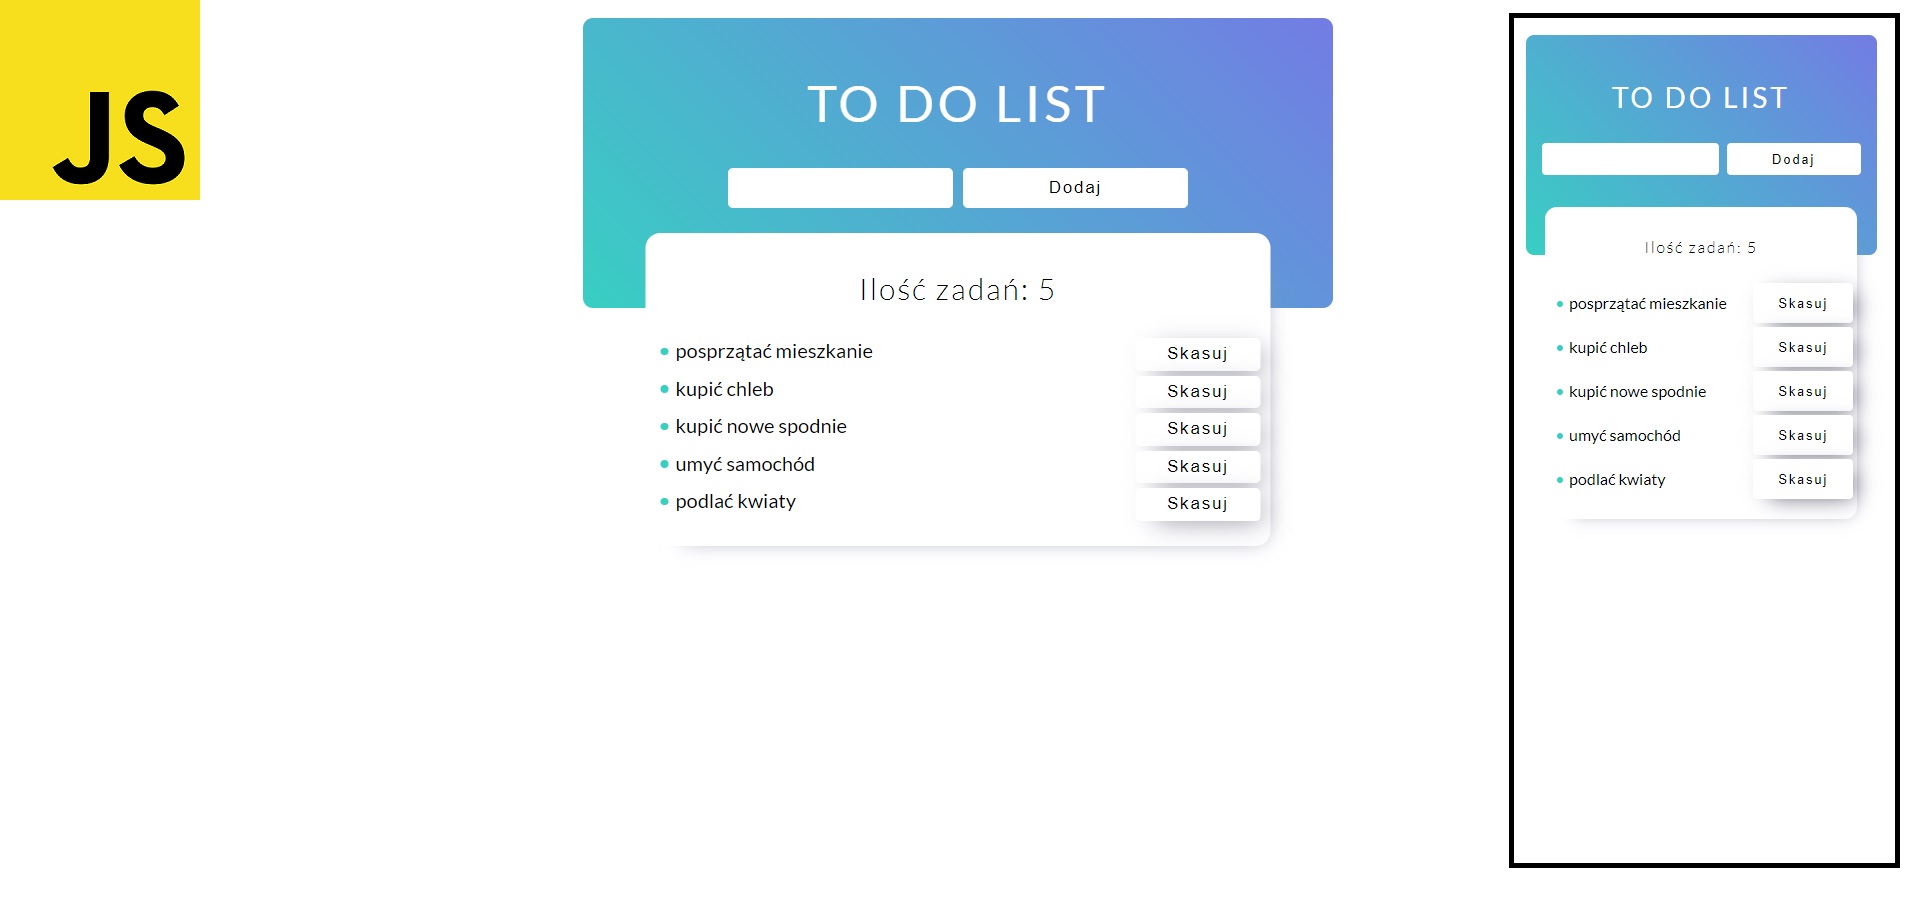 JS
TO DO LIST
Dodaj
Ilość zadań: 5
posprzątać mieszkanie Skasuj
kupić chleb Skasuj
kupić nowe spodnie Skasuj
umyć samochód Skasuj
podlać kwiaty Skasuj
TO DO LIST
Dodaj
Ilość zadań: 5
posprzątać mieszkanie Skasuj
kupić chleb Skasuj
kupić nowe spodnie Skasuj
umyć samochód Skasuj
podlać kwiaty Skasuj